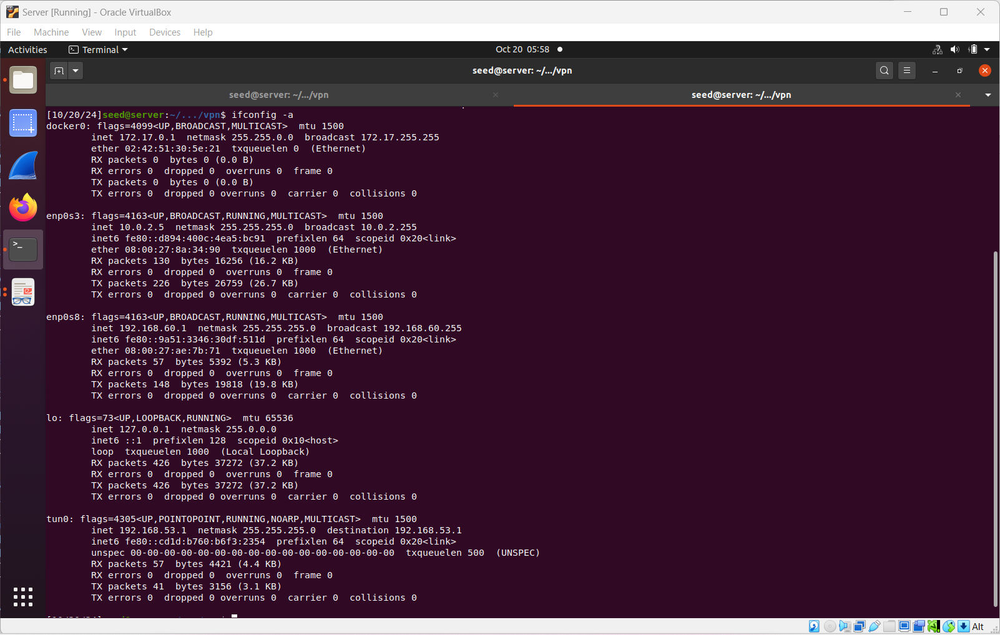 Server [Running] - Oracle VirtualBox
File Machine View Input Devices Help
Activities Terminal Oct 20 05:58
seed@server: ~/.../vpn
seed@server: ~/.../vpn seed@server: ~/.../vpn
[10/20/24]seed@server:~/.../vpn$ ifconfig -a
docker0: flags=4099<UP,BROADCAST,MULTICAST>  mtu 1500
        inet 172.17.0.1  netmask 255.255.0.0  broadcast 172.17.255.255
        ether 02:42:51:30:5e:21  txqueuelen 0  (Ethernet)
        RX packets 0  bytes 0 (0.0 B)
        RX errors 0  dropped 0  overruns 0  frame 0
        TX packets 0  bytes 0 (0.0 B)
        TX errors 0  dropped 0 overruns 0  carrier 0  collisions 0
enp0s3: flags=4163<UP,BROADCAST,RUNNING,MULTICAST>  mtu 1500
        inet 10.0.2.5  netmask 255.255.255.0  broadcast 10.0.2.255
        inet6 fe80::d894:400c:4ea5:bc91  prefixlen 64  scopeid 0x20<link>
        ether 08:00:27:8a:34:90  txqueuelen 1000  (Ethernet)
        RX packets 130  bytes 16256 (16.2 KB)
        RX errors 0  dropped 0  overruns 0  frame 0
        TX packets 226  bytes 26759 (26.7 KB)
        TX errors 0  dropped 0 overruns 0  carrier 0  collisions 0
enp0s8: flags=4163<UP,BROADCAST,RUNNING,MULTICAST>  mtu 1500
        inet 192.168.60.1  netmask 255.255.255.0  broadcast 192.168.60.255
        inet6 fe80::9a51:3346:30df:511d  prefixlen 64  scopeid 0x20<link>
        ether 08:00:27:ae:7b:71  txqueuelen 1000  (Ethernet)
        RX packets 57  bytes 5392 (5.3 KB)
        RX errors 0  dropped 0  overruns 0  frame 0
        TX packets 148  bytes 19818 (19.8 KB)
        TX errors 0  dropped 0 overruns 0  carrier 0  collisions 0
lo: flags=73<UP,LOOPBACK,RUNNING>  mtu 65536
        inet 127.0.0.1  netmask 255.0.0.0
        inet6 ::1  prefixlen 128  scopeid 0x10<host>
        loop  txqueuelen 1000  (Local Loopback)
        RX packets 426  bytes 37272 (37.2 KB)
        RX errors 0  dropped 0  overruns 0  frame 0
        TX packets 426  bytes 37272 (37.2 KB)
        TX errors 0  dropped 0 overruns 0  carrier 0  collisions 0
tun0: flags=4305<UP,POINTOPOINT,RUNNING,NOARP,MULTICAST>  mtu 1500
        inet 192.168.53.1  netmask 255.255.255.0  destination 192.168.53.1
        inet6 fe80::cd1d:b760:b6f3:2354  prefixlen 64  scopeid 0x20<link>
        unspec 00-00-00-00-00-00-00-00-00-00-00-00-00-00-00-00  txqueuelen 500  (UNSPEC)
        RX packets 57  bytes 4421 (4.4 KB)
        RX errors 0  dropped 0  overruns 0  frame 0
        TX packets 41  bytes 3156 (3.1 KB)
        TX errors 0  dropped 0 overruns 0  carrier 0  collisions 0
Alt